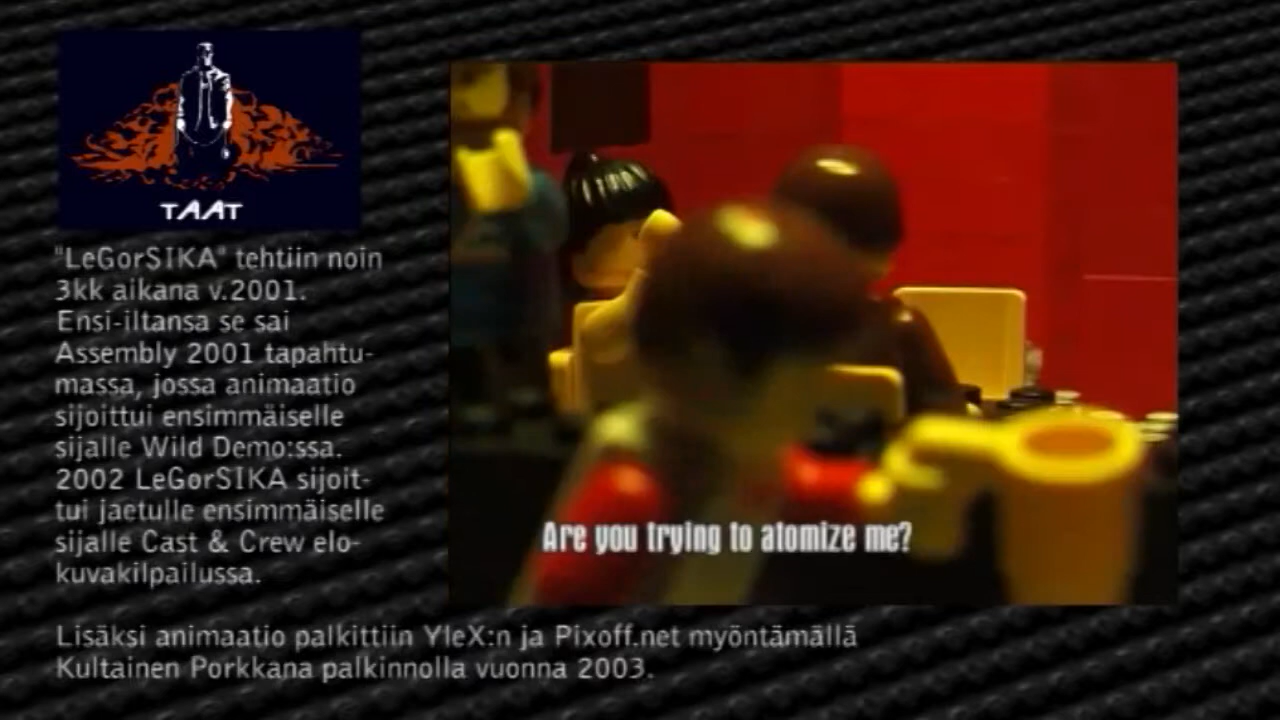 TAAT
"LeGorSIKA" tehtiin noin
3kk aikana v.2001.
Ensi-iltansa se sai
Assembly 2001 tapahtu-
massa, jossa animaatio
sijoittui ensimmäiselle
sijalle Wild Demo:ssa.
2002 LeGorSIKA sijoit-
tui jaetulle ensimmäiselle
sijalle Cast & Crew elo-
kuvakilpailussa.
Are you trying to atomize me?
Lisäksi animaatio palkittiin YleX:n ja Pixoff.net myöntämällä
Kultainen Porkkana palkinnolla vuonna 2003.